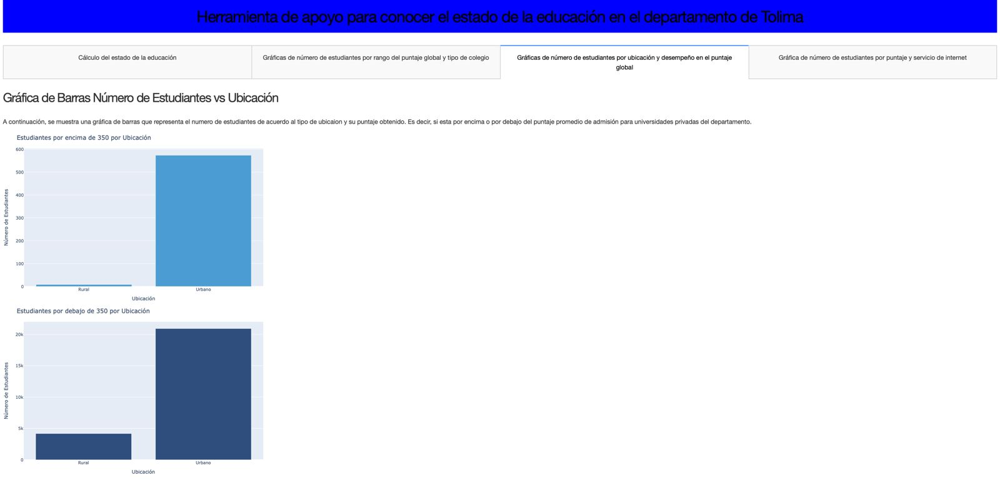 Herramienta de apoyo para conocer el estado de la educación en el departamento de Tolima
Cálculo del estado de la educación
Gráficas de número de estudiantes por rango del puntaje global y tipo de colegio
Gráficas de número de estudiantes por ubicación y desempeño en el puntaje
global
Gráfica de número de estudiantes por puntaje y servicio de internet
Gráfica de Barras Número de Estudiantes vs Ubicación
A continuación, se muestra una gráfica de barras que representa el numero de estudiantes de acuerdo al tipo de ubicaion y su puntaje obtenido. Es decir, si esta por encima o por debajo del puntaje promedio de admisión para universidades privadas del departamento.
Estudiantes por encima de 350 por Ubicación
600
500
400
300
200
100
0
Número de Estudiantes
Rural
Urbano
Ubicación
Estudiantes por debajo de 350 por Ubicación
20k
15k
10k
5k
0
Número de Estudiantes
Rural
Urbano
Ubicación